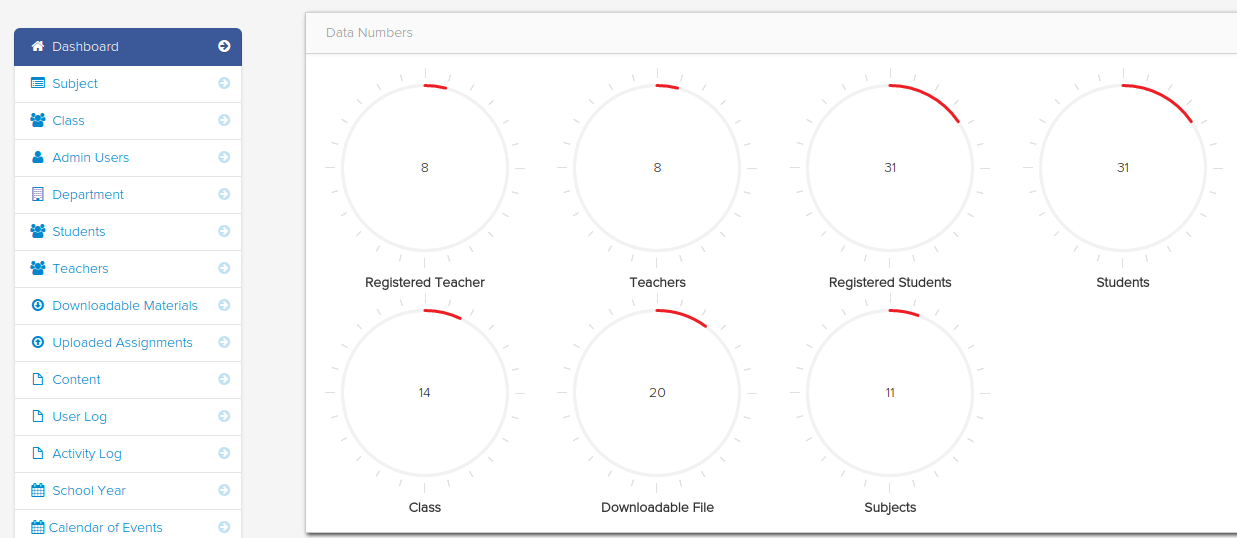 Dashboard
Subject
Class
Admin Users
Department
Students
Teachers
Downloadable Materials
Uploaded Assignments
Content
User Log
Activity Log
School Year
Calendar of Events
Data Numbers
8
8
31
31
Registered Teacher
Teachers
Registered Students
Students
14
20
11
Class
Downloadable File
Subjects